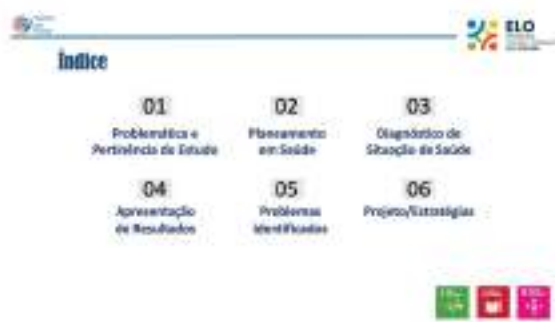 ELO
Índice
01
Problemática e
Pertinência do Estudo
02
Planeamento
em Saúde
03
Diagnóstico de
Situação de Saúde
04
Apresentação
de Resultados
05
Problemas
Identificados
06
Projeto/Estratégias